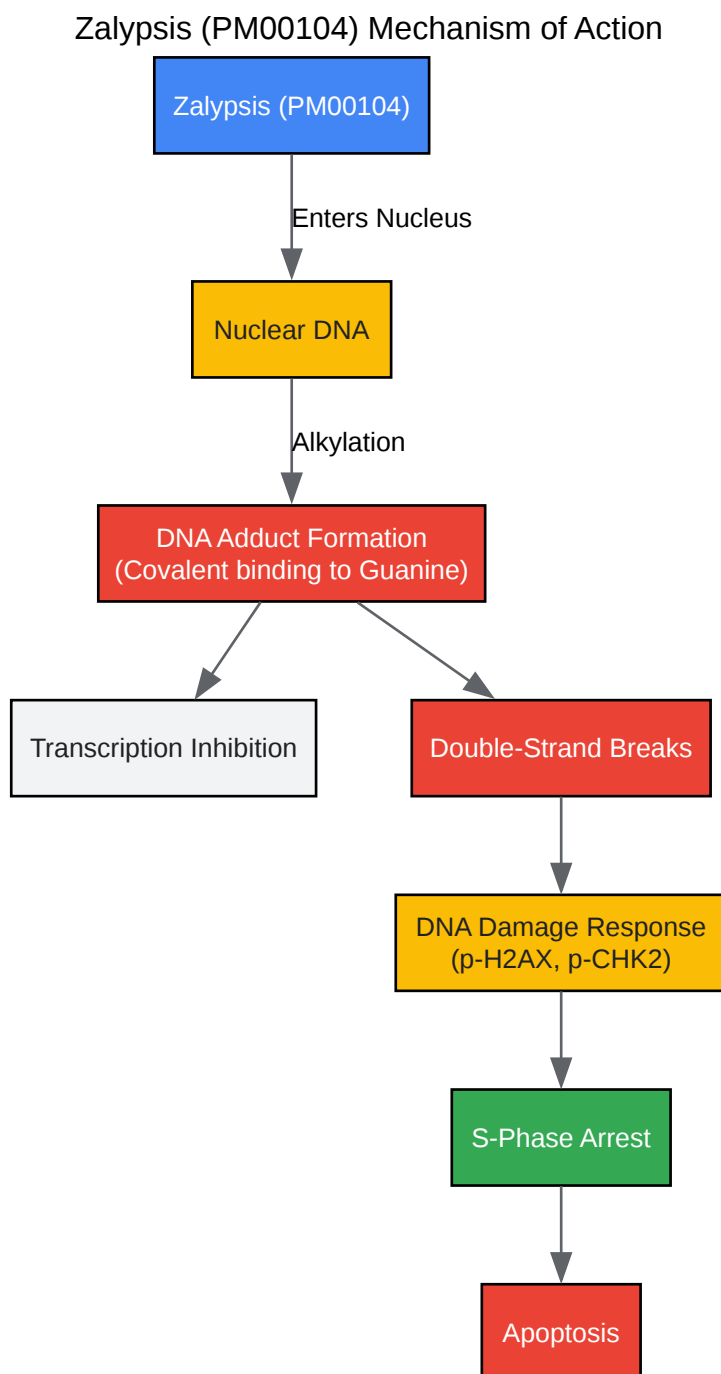 Zalypsis (PM00104) Mechanism of Action
Zalypsis (PM00104)
Enters Nucleus
Nuclear DNA
Alkylation
DNA Adduct Formation
(Covalent binding to Guanine)
Transcription Inhibition
Double-Strand Breaks
DNA Damage Response
(p-H2AX, p-CHK2)
S-Phase Arrest
Apoptosis